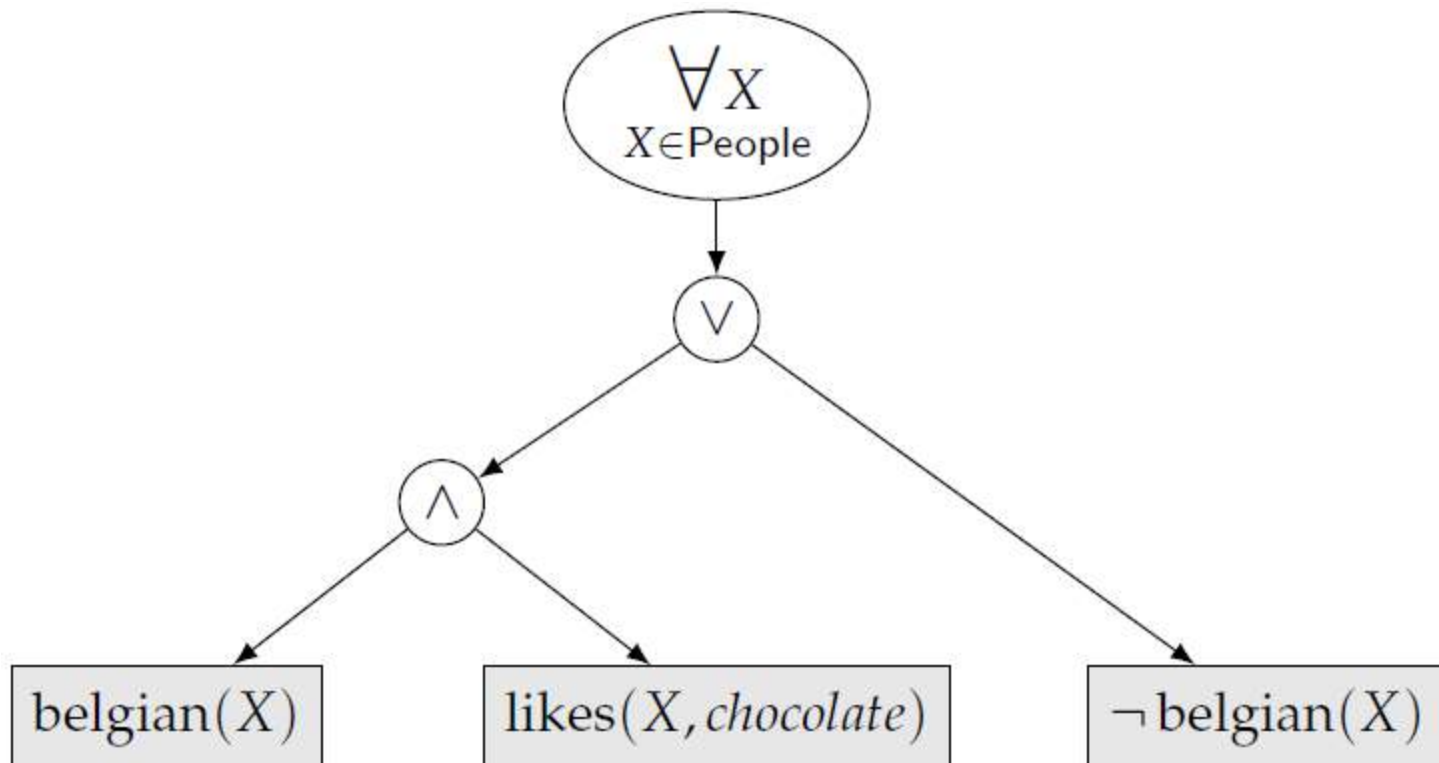 ∀X
X∈People
∨
∧
belgian(X)
likes(X, chocolate)
¬ belgian(X)